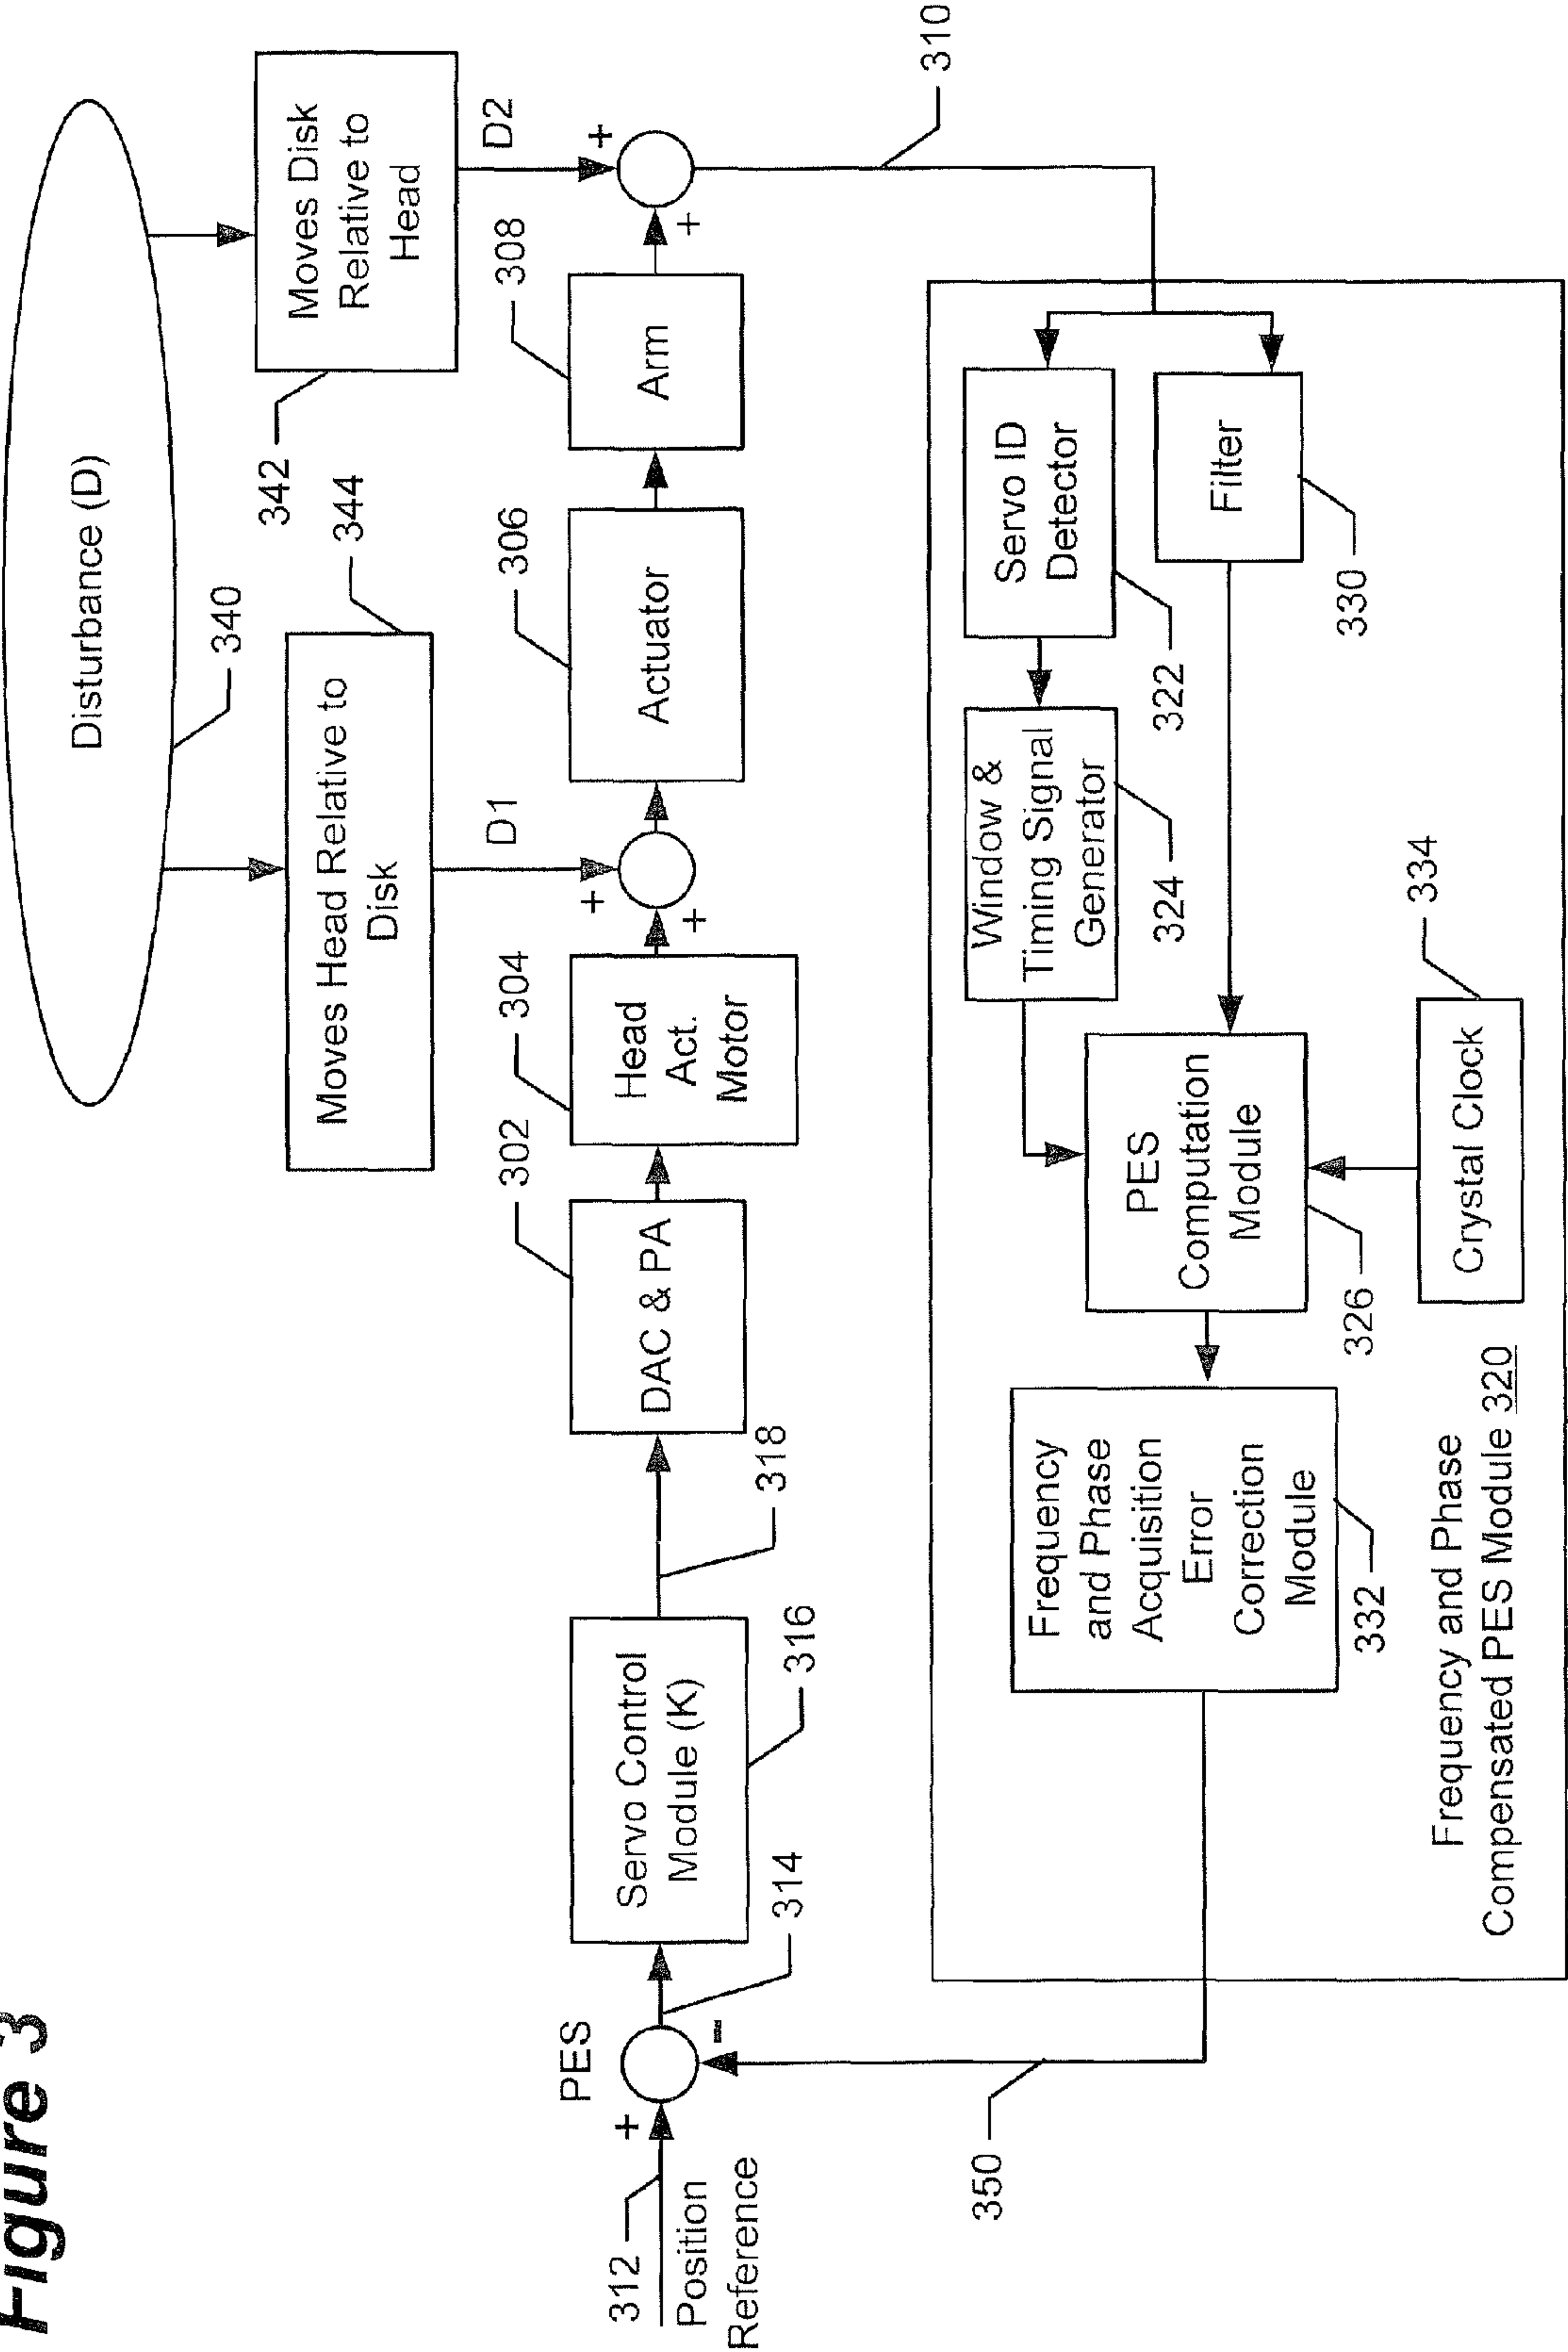 Figure 3
Disturbance (D)
340
Moves Head Relative to
Disk
344
Moves Disk
Relative to
Head
342
D1
D2
312
Position
Reference
+
-
PES
314
Servo Control
Module (K)
316
318
DAC & PA
302
Head
Act.
Motor
304
+
+
Actuator
306
Arm
308
+
+
310
Servo ID
Detector
322
Filter
330
Window &
Timing Signal
Generator
324
PES
Computation
Module
326
Crystal Clock
334
Frequency
and Phase
Acquisition
Error
Correction
Module
332
350
Frequency and Phase
Compensated PES Module 320